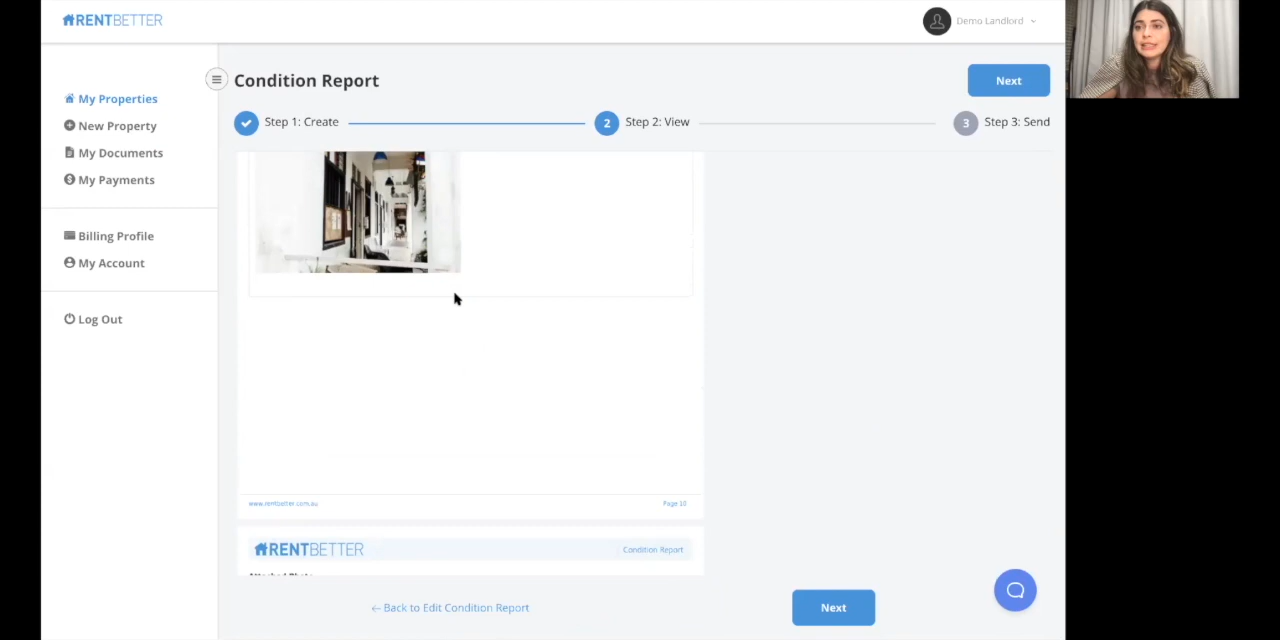 RENTBETTER
Demo Landlord
Condition Report
Next
My Properties
New Property
My Documents
My Payments
Billing Profile
My Account
Log Out
Step 1: Create
2
Step 2: View
3
Step 3: Send
www.rentbetter.com.au
Page 10
RENTBETTER
Condition Report
Attached Photo
← Back to Edit Condition Report
Next